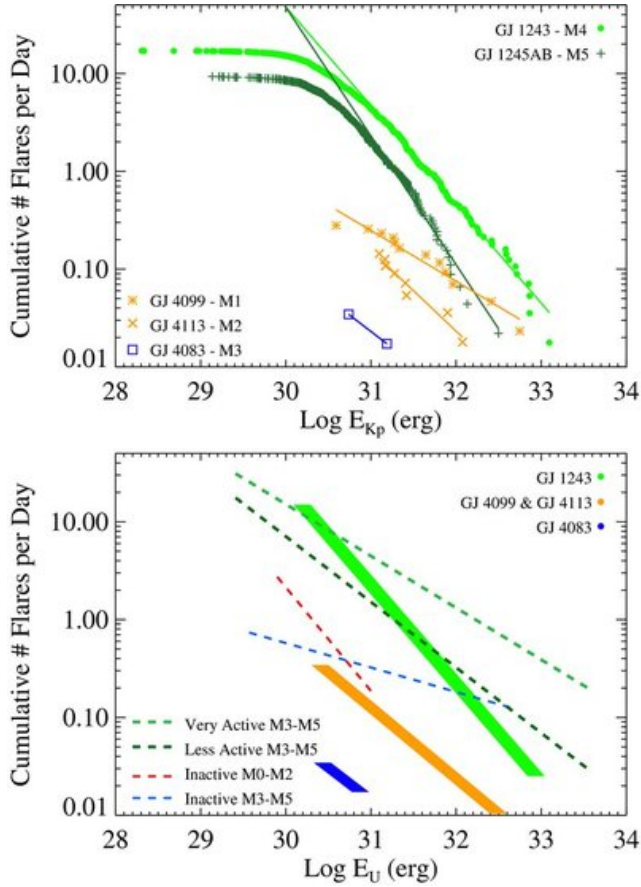 GJ 1243 - M4
GJ 1245AB - M5
10.00
1.00
0.10
0.01
Cumulative # Flares per Day
GJ 4099 - M1
GJ 4113 - M2
GJ 4083 - M3
28 29 30 31 32 33 34
Log E_Kp (erg)
GJ 1243
GJ 4099 & GJ 4113
GJ 4083
10.00
1.00
0.10
0.01
Cumulative # Flares per Day
Very Active M3-M5
Less Active M3-M5
Inactive M0-M2
Inactive M3-M5
28 29 30 31 32 33 34
Log E_U (erg)